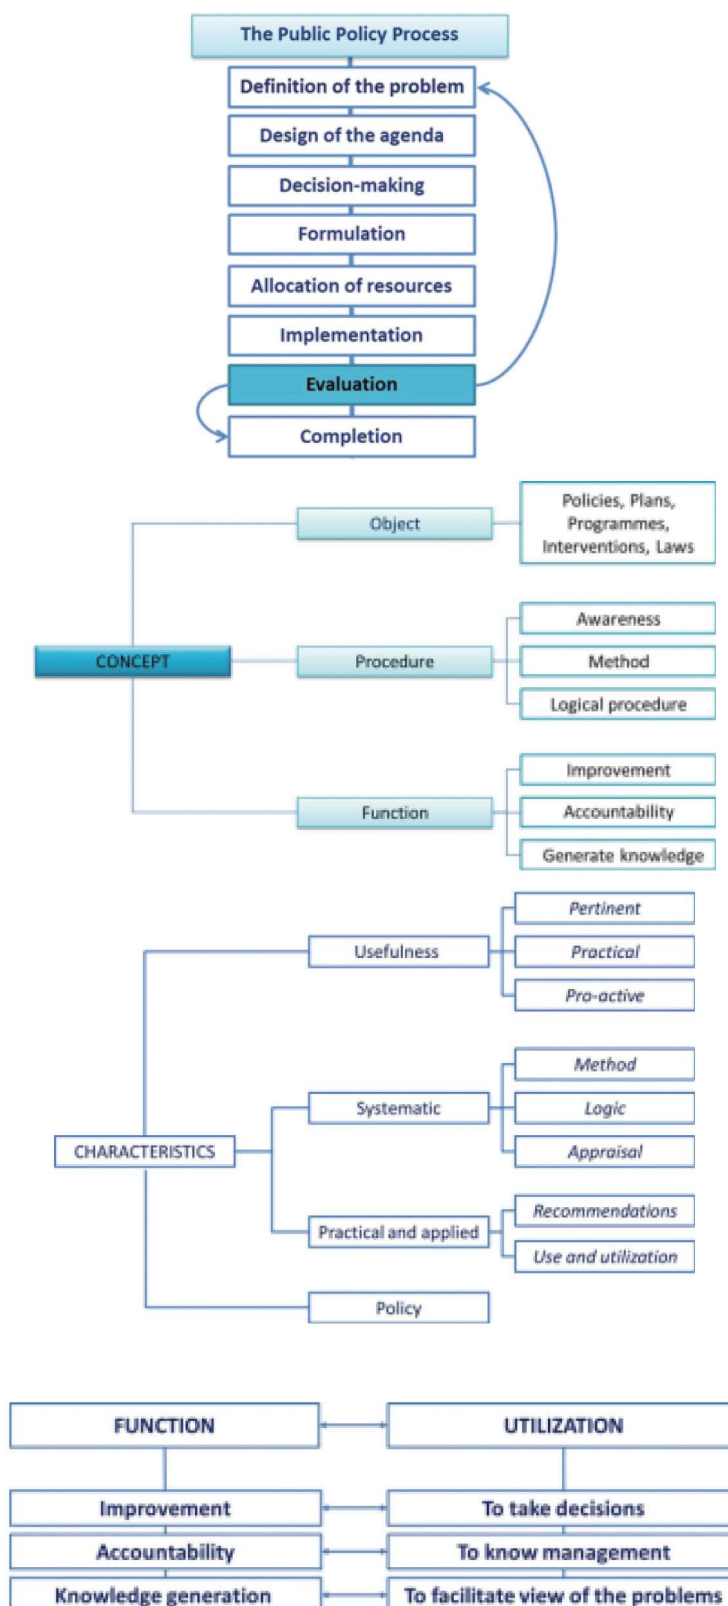 The Public Policy Process
Definition of the problem
Design of the agenda
Decision-making
Formulation
Allocation of resources
Implementation
Evaluation
Completion
Object
Policies, Plans,
Programmes,
Interventions, Laws
CONCEPT
Procedure
Awareness
Method
Logical procedure
Function
Improvement
Accountability
Generate knowledge
Usefulness
Pertinent
Practical
Pro-active
CHARACTERISTICS
Systematic
Method
Logic
Appraisal
Practical and applied
Recommendations
Use and utilization
Policy
FUNCTION
UTILIZATION
Improvement
To take decisions
Accountability
To know management
Knowledge generation
To facilitate view of the problems